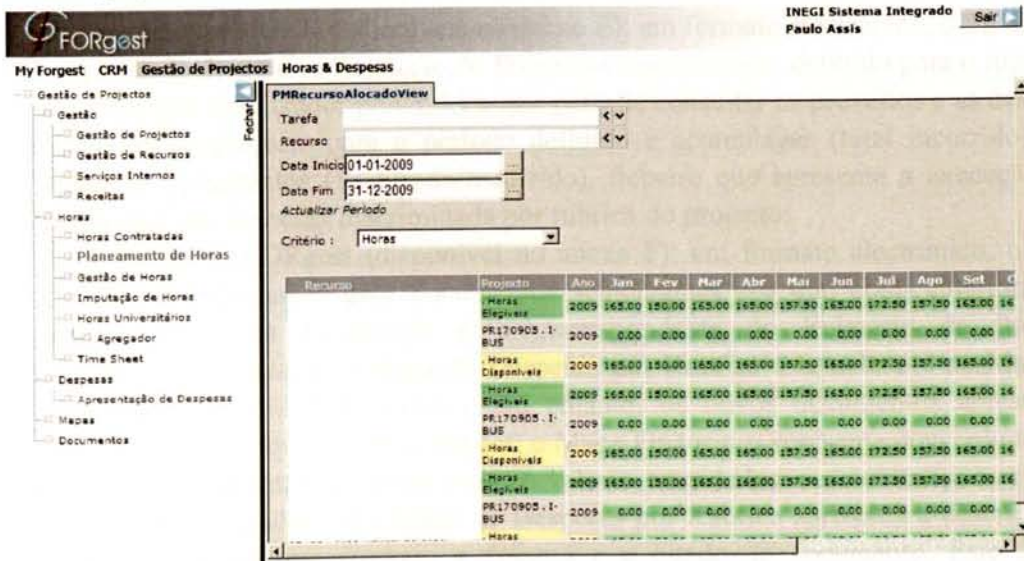 FORgest
INEGI Sistema Integrado
Paulo Assis
Sair
My Forgest CRM Gestão de Projectos Horas & Despesas
Gestão de Projectos
Gestão
Gestão de Projectos
Gestão de Recursos
Serviços Internos
Receitas
Horas
Horas Contratadas
Planeamento de Horas
Gestão de Horas
Imputação de Horas
Horas Universitários
Agregador
Time Sheet
Despesas
Apresentação de Despesas
Mapas
Documentos
Fechar
PMRecursoAlocadoView
Tarefa
Recurso
Data Inicio 01-01-2009
Data Fim 31-12-2009
Actualizar Periodo
Critério : Horas
Recurso Projecto Ano Jan Fev Mar Abr Mai Jun Jul Ago Set
. Horas
Elegíveis 2009 165.00 150.00 165.00 165.00 157.50 165.00 172.50 157.50 165.00 16
PR170905 . I-
BUS 2009 0.00 0.00 0.00 0.00 0.00 0.00 0.00 0.00 0.00
. Horas
Disponíveis 2009 165.00 150.00 165.00 165.00 157.50 165.00 172.50 157.50 165.00 16
. Horas
Elegíveis 2009 165.00 150.00 165.00 165.00 157.50 165.00 172.50 157.50 165.00 16
PR170905 . I-
BUS 2009 0.00 0.00 0.00 0.00 0.00 0.00 0.00 0.00 0.00
. Horas
Disponíveis 2009 165.00 150.00 165.00 165.00 157.50 165.00 172.50 157.50 165.00 16
. Horas
Elegíveis 2009 165.00 150.00 165.00 165.00 157.50 165.00 172.50 157.50 165.00 16
PR170905 . I-
BUS 2009 0.00 0.00 0.00 0.00 0.00 0.00 0.00 0.00 0.00
. Horas